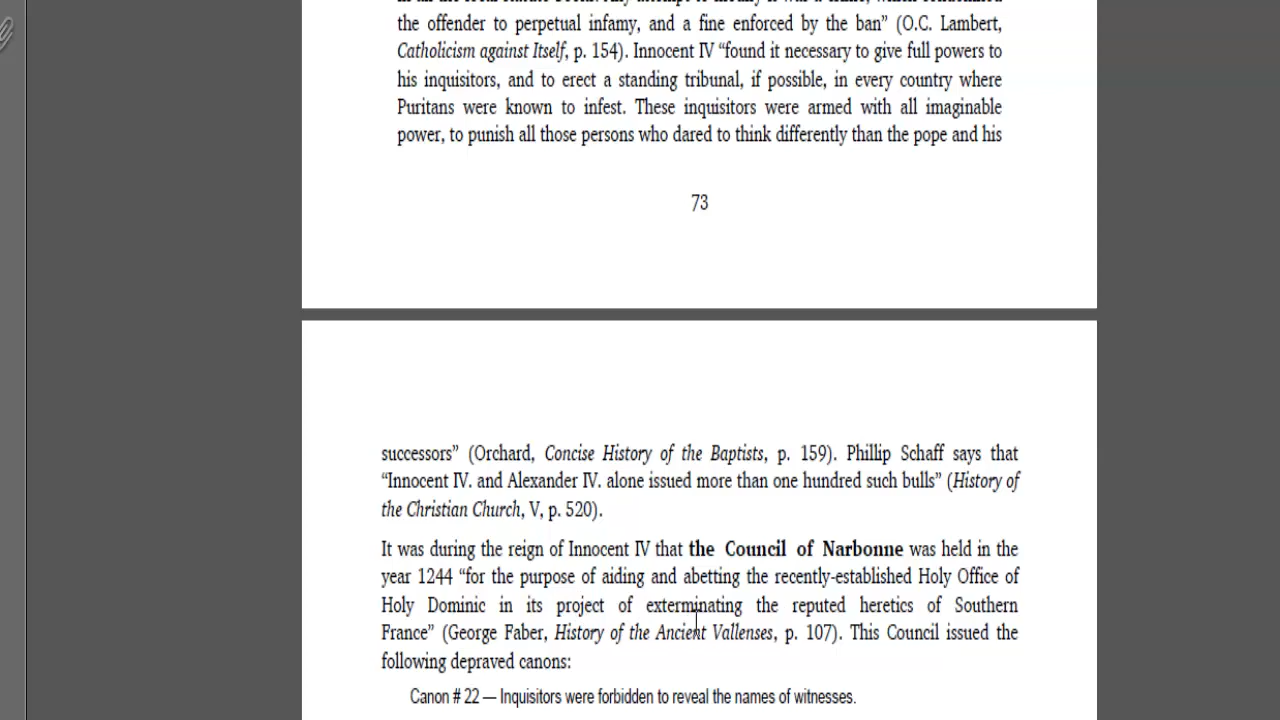 the offender to perpetual infamy, and a fine enforced by the ban” (O.C. Lambert,
Catholicism against Itself, p. 154). Innocent IV “found it necessary to give full powers to
his inquisitors, and to erect a standing tribunal, if possible, in every country where
Puritans were known to infest. These inquisitors were armed with all imaginable
power, to punish all those persons who dared to think differently than the pope and his
73
successors” (Orchard, Concise History of the Baptists, p. 159). Phillip Schaff says that
“Innocent IV. and Alexander IV. alone issued more than one hundred such bulls” (History of
the Christian Church, V, p. 520).
It was during the reign of Innocent IV that the Council of Narbonne was held in the
year 1244 “for the purpose of aiding and abetting the recently-established Holy Office of
Holy Dominic in its project of exterminating the reputed heretics of Southern
France” (George Faber, History of the Ancient Vallenses, p. 107). This Council issued the
following depraved canons:
Canon # 22 — Inquisitors were forbidden to reveal the names of witnesses.